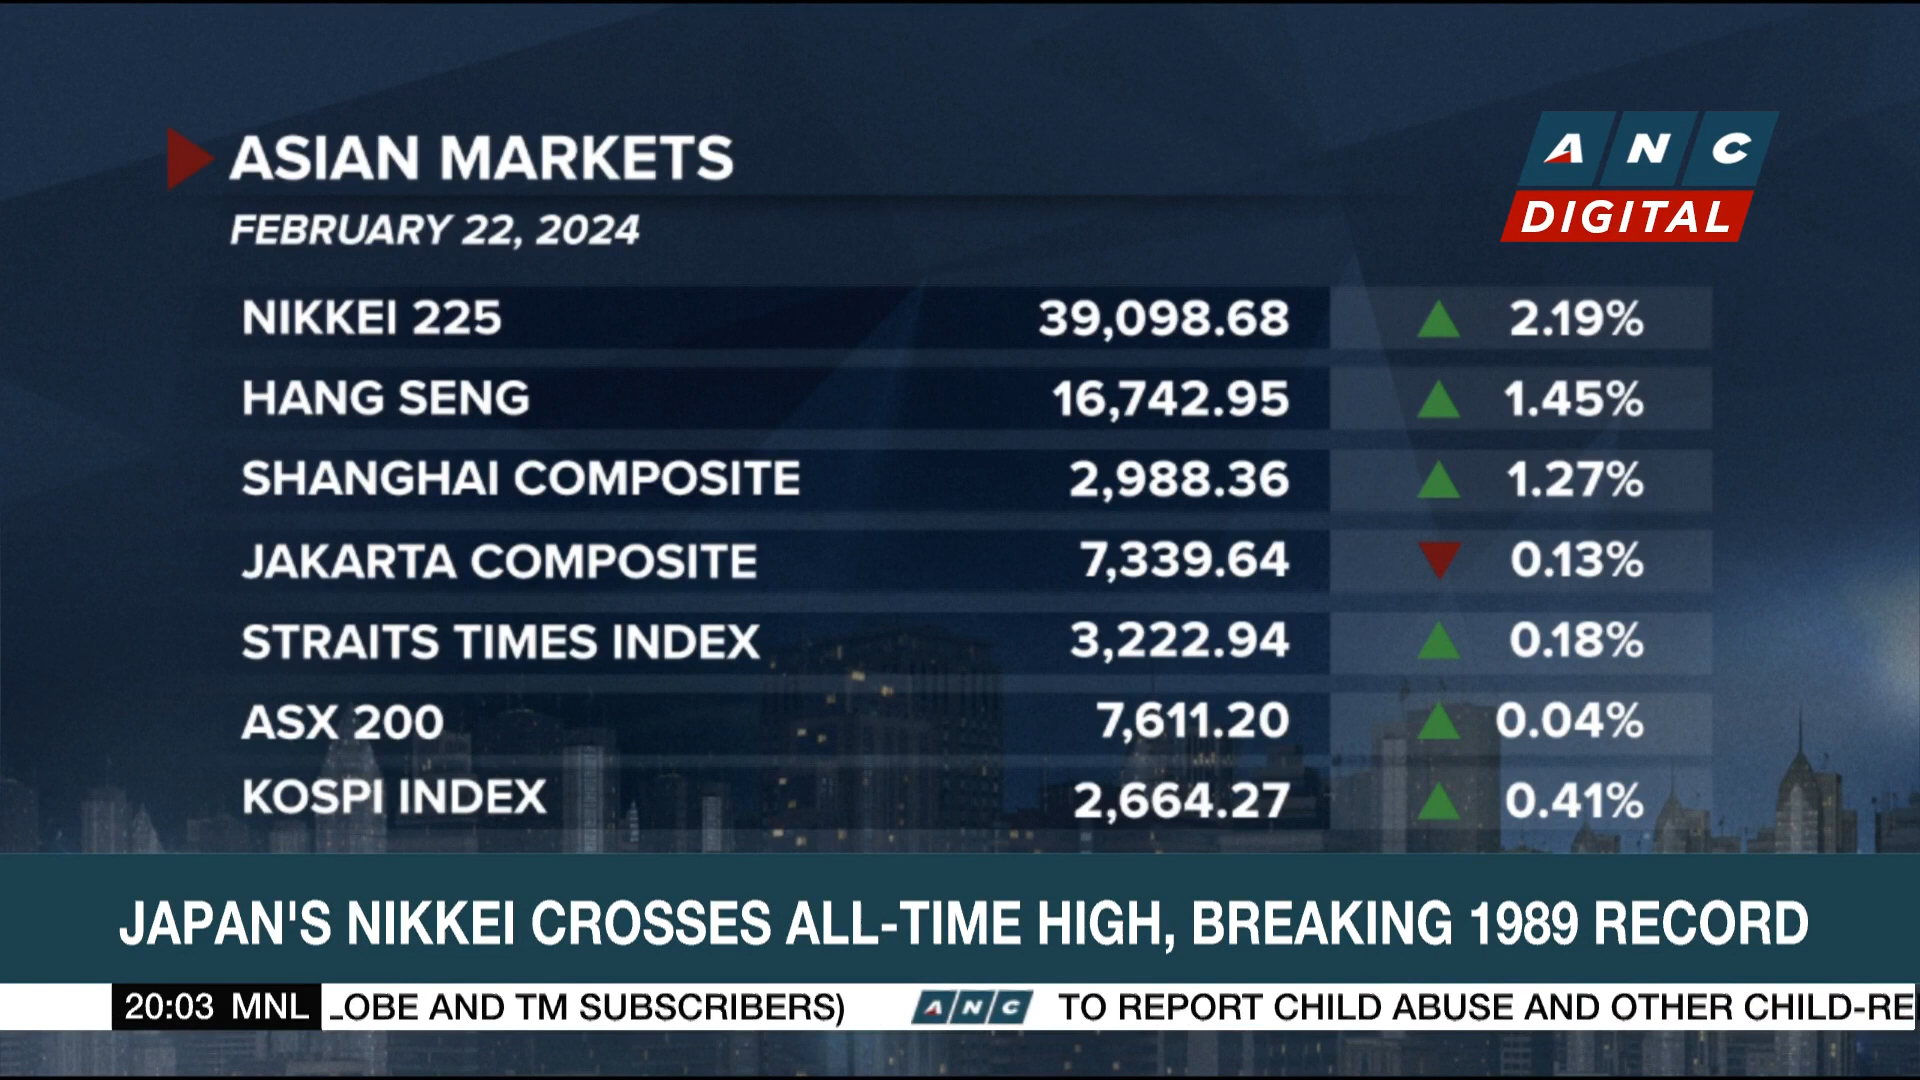 ASIAN MARKETS
FEBRUARY 22, 2024
ANC
DIGITAL
NIKKEI 225 39,098.68 ▲ 2.19%
HANG SENG 16,742.95 ▲ 1.45%
SHANGHAI COMPOSITE 2,988.36 ▲ 1.27%
JAKARTA COMPOSITE 7,339.64 ▼ 0.13%
STRAITS TIMES INDEX 3,222.94 ▲ 0.18%
ASX 200 7,611.20 ▲ 0.04%
KOSPI INDEX 2,664.27 ▲ 0.41%
JAPAN'S NIKKEI CROSSES ALL-TIME HIGH, BREAKING 1989 RECORD
20:03 MNL OBE AND TM SUBSCRIBERS) ANC TO REPORT CHILD ABUSE AND OTHER CHILD-RE